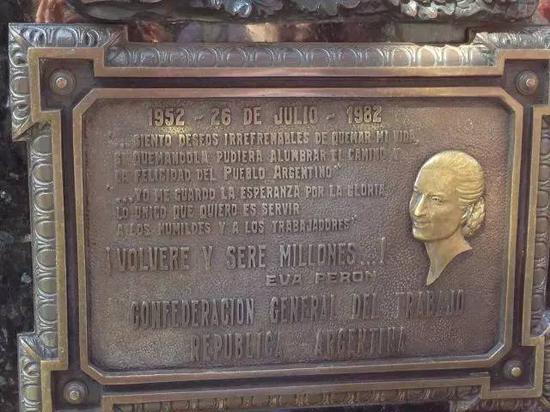 1952 - 26 DE JULIO - 1982
"...SIENTO DESEOS IRREFRENABLES DE QUEMAR MI VIDA,
SI QUEMANDOLA PUDIERA ALUMBRAR EL CAMINO A
LA FELICIDAD DEL PUEBLO ARGENTINO"
"...YO ME GUARDO LA ESPERANZA POR LA GLORIA,
LO UNICO QUE QUIERO ES SERVIR
A LOS HUMILDES Y A LOS TRABAJADORES"
¡VOLVERE Y SERE MILLONES...!
EVA PERON
CONFEDERACION GENERAL DEL TRABAJO
REPUBLICA ARGENTINA